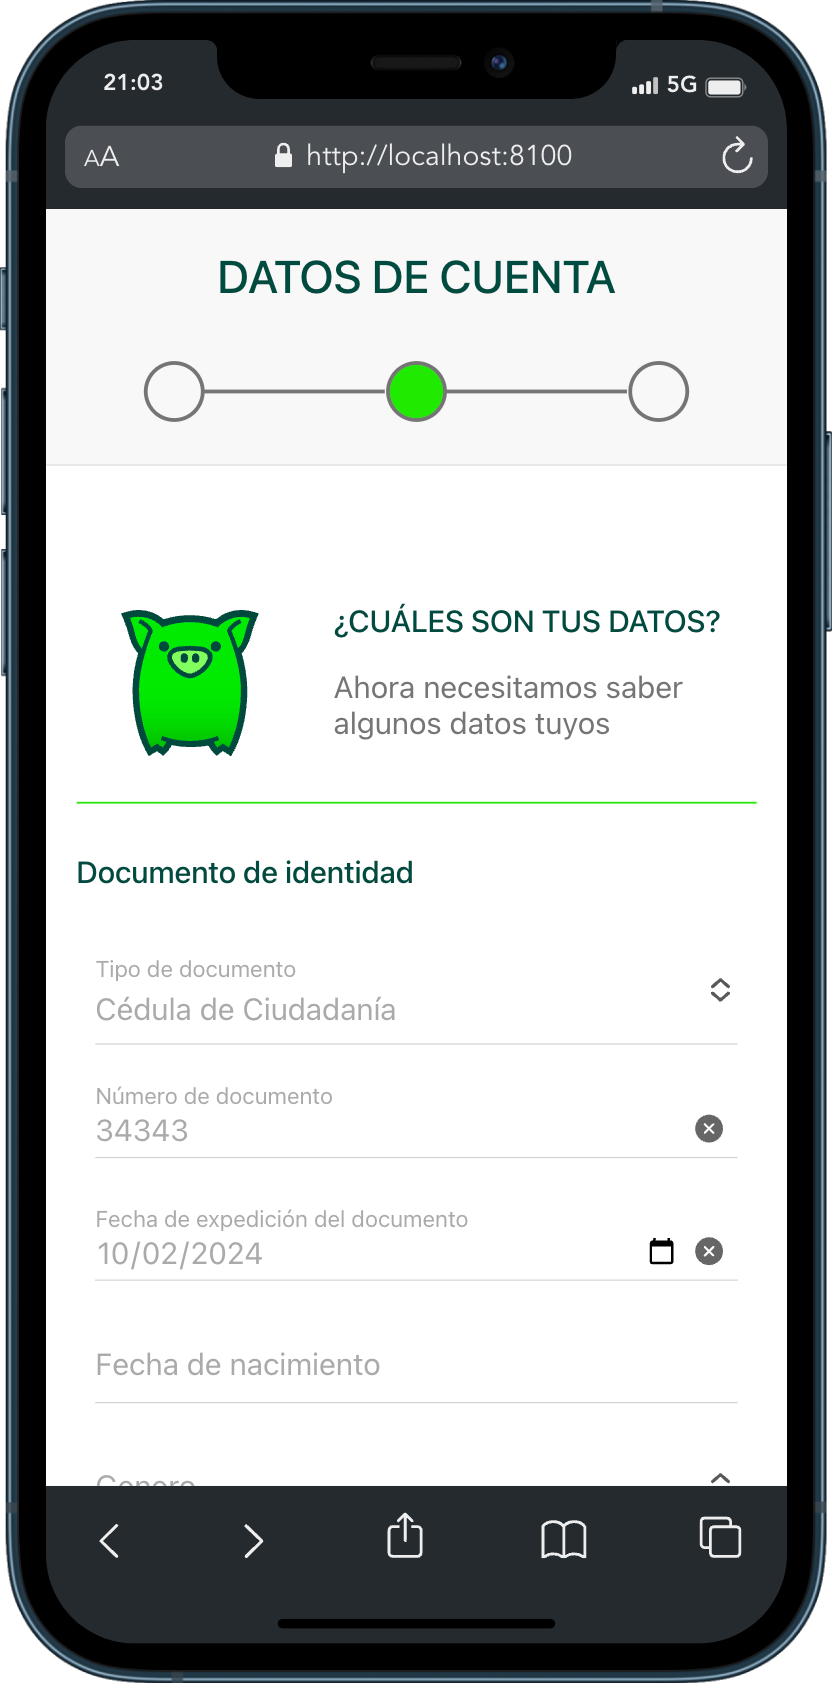 21:03
5G
AA
http://localhost:8100
DATOS DE CUENTA
¿CUÁLES SON TUS DATOS?
Ahora necesitamos saber
algunos datos tuyos
Documento de identidad
Tipo de documento
Cédula de Ciudadanía
Número de documento
34343
Fecha de expedición del documento
10/02/2024
Fecha de nacimiento
Genero